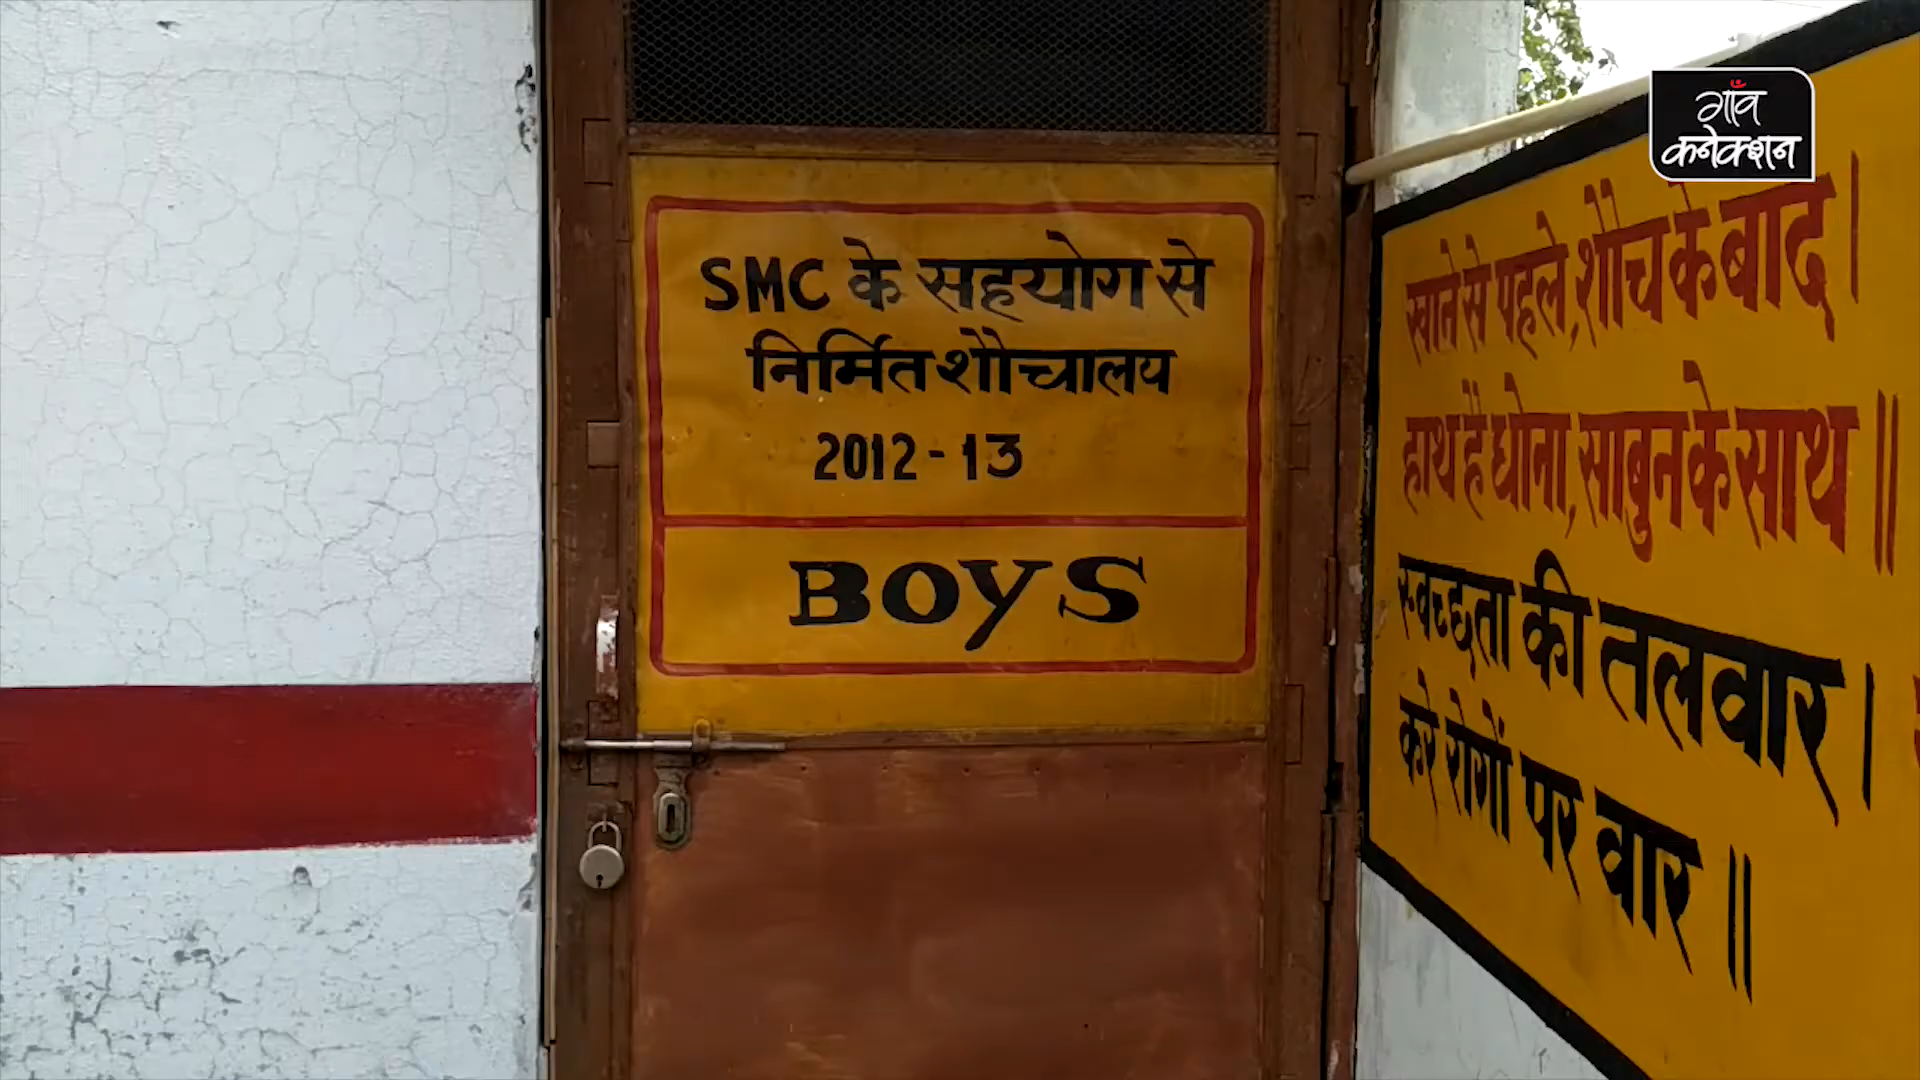 SMC के सहयोग से
निर्मित शौचालय
2012-13
BOYS
गाँव
कनेक्शन
खाने से पहले, शौच के बाद।
हाथ है धोना, साबुन के साथ॥
स्वच्छता की तलवार।
करे रोगों पर वार॥